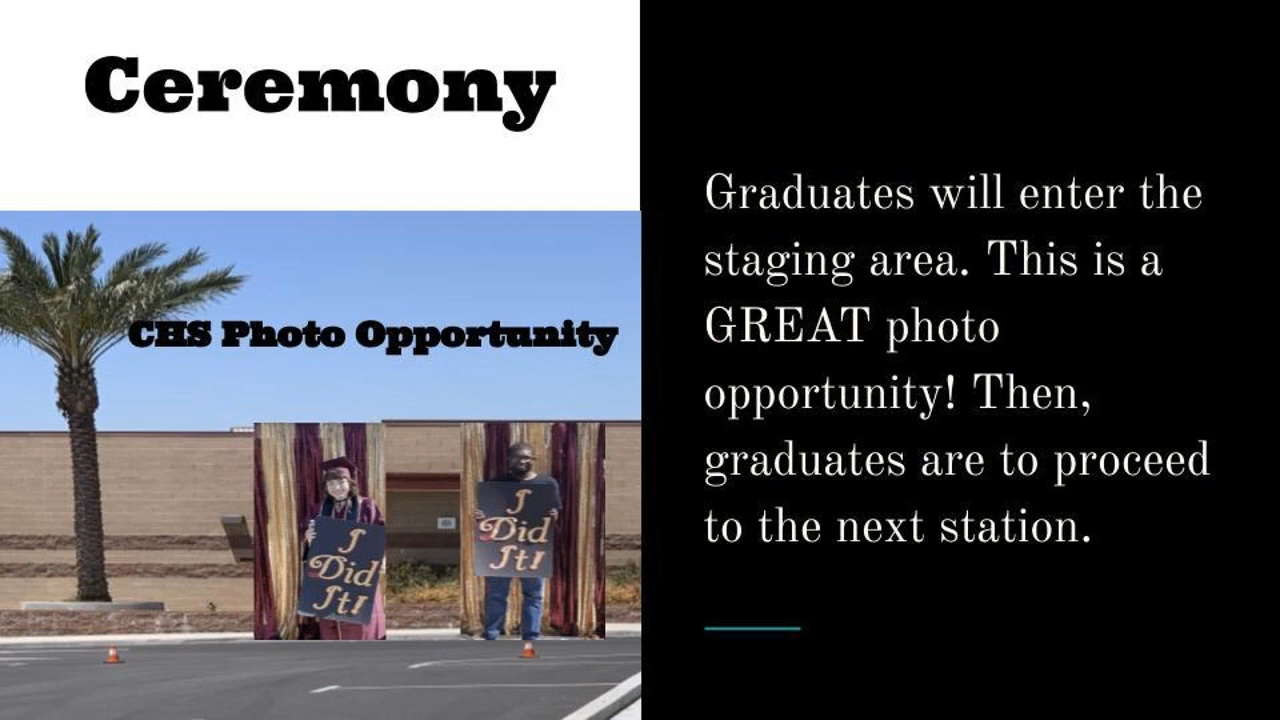 Ceremony
CHS Photo Opportunity
I
Did
It!
I
Did
It!
Graduates will enter the
staging area. This is a
GREAT photo
opportunity! Then,
graduates are to proceed
to the next station.